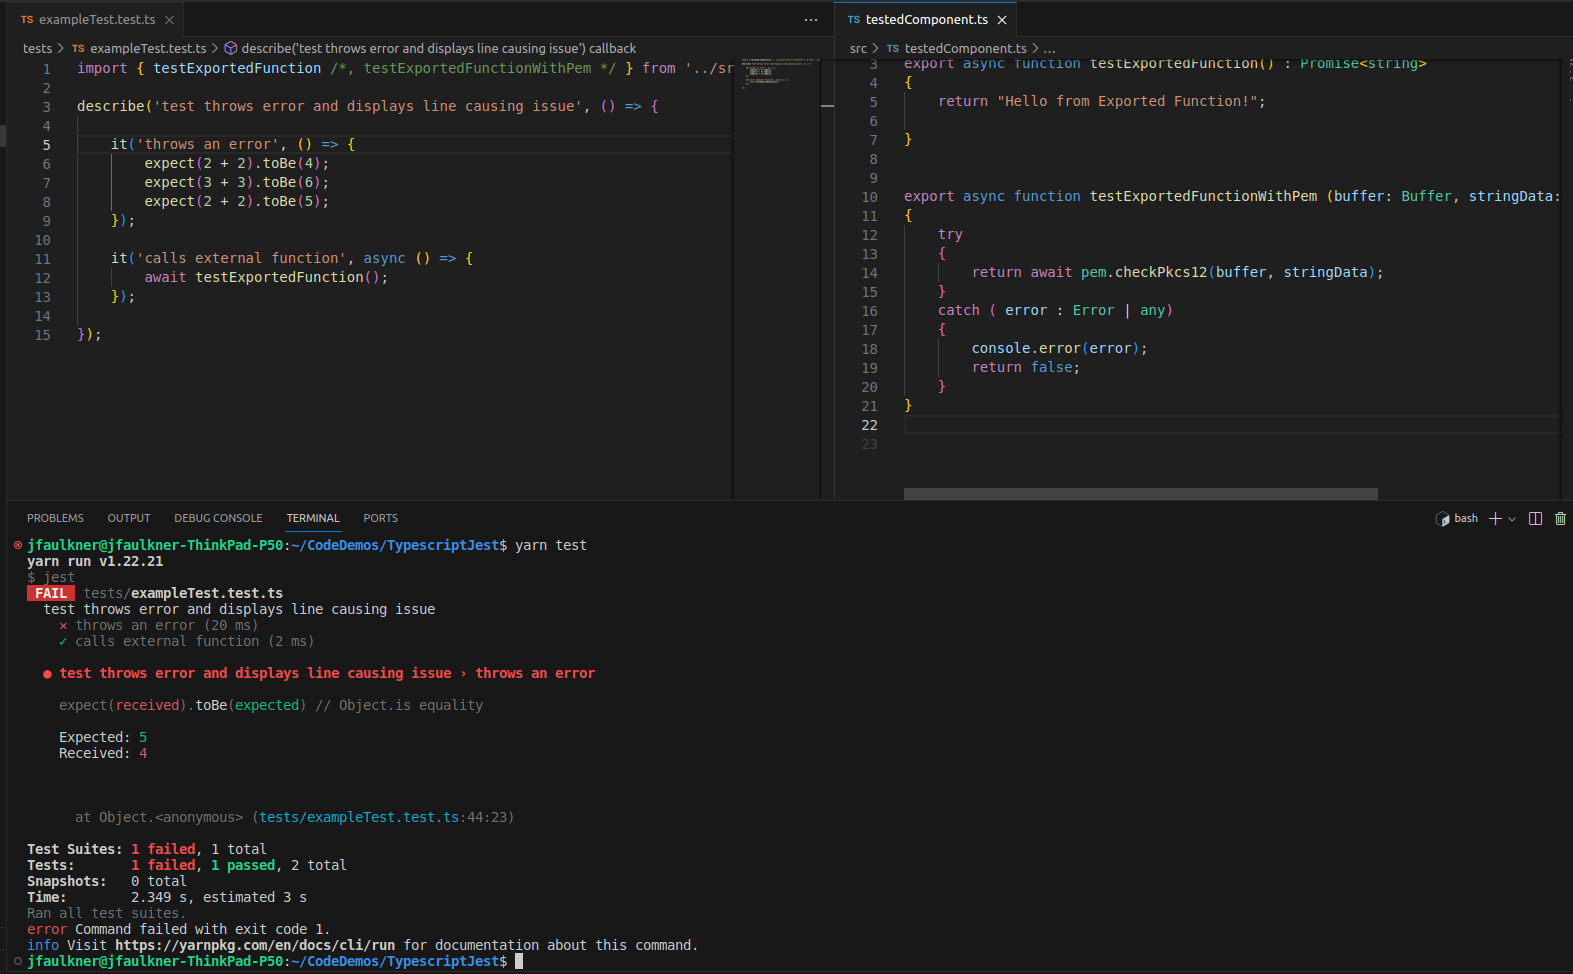 TS exampleTest.test.ts ×
tests > TS exampleTest.test.ts > describe('test throws error and displays line causing issue') callback
1 import { testExportedFunction /*, testExportedFunctionWithPem */ } from '../sr
2
3 describe('test throws error and displays line causing issue', () => {
4
5 it('throws an error', () => {
6 expect(2 + 2).toBe(4);
7 expect(3 + 3).toBe(6);
8 expect(2 + 2).toBe(5);
9 });
10
11 it('calls external function', async () => {
12 await testExportedFunction();
13 });
14
15 });
TS testedComponent.ts ×
src > TS testedComponent.ts > ...
3 export async function testExportedFunction() : Promise<string>
4 {
5 return "Hello from Exported Function!";
6
7 }
8
9
10 export async function testExportedFunctionWithPem (buffer: Buffer, stringData:
11 {
12 try
13 {
14 return await pem.checkPkcs12(buffer, stringData);
15 }
16 catch ( error : Error | any)
17 {
18 console.error(error);
19 return false;
20 }
21 }
22
23
PROBLEMS OUTPUT DEBUG CONSOLE TERMINAL PORTS
bash
jfaulkner@jfaulkner-ThinkPad-P50:~/CodeDemos/TypescriptJest$ yarn test
yarn run v1.22.21
$ jest
FAIL tests/exampleTest.test.ts
test throws error and displays line causing issue
✕ throws an error (20 ms)
✓ calls external function (2 ms)
● test throws error and displays line causing issue › throws an error
expect(received).toBe(expected) // Object.is equality
Expected: 5
Received: 4
at Object.<anonymous> (tests/exampleTest.test.ts:44:23)
Test Suites: 1 failed, 1 total
Tests: 1 failed, 1 passed, 2 total
Snapshots: 0 total
Time: 2.349 s, estimated 3 s
Ran all test suites.
error Command failed with exit code 1.
info Visit https://yarnpkg.com/en/docs/cli/run for documentation about this command.
jfaulkner@jfaulkner-ThinkPad-P50:~/CodeDemos/TypescriptJest$